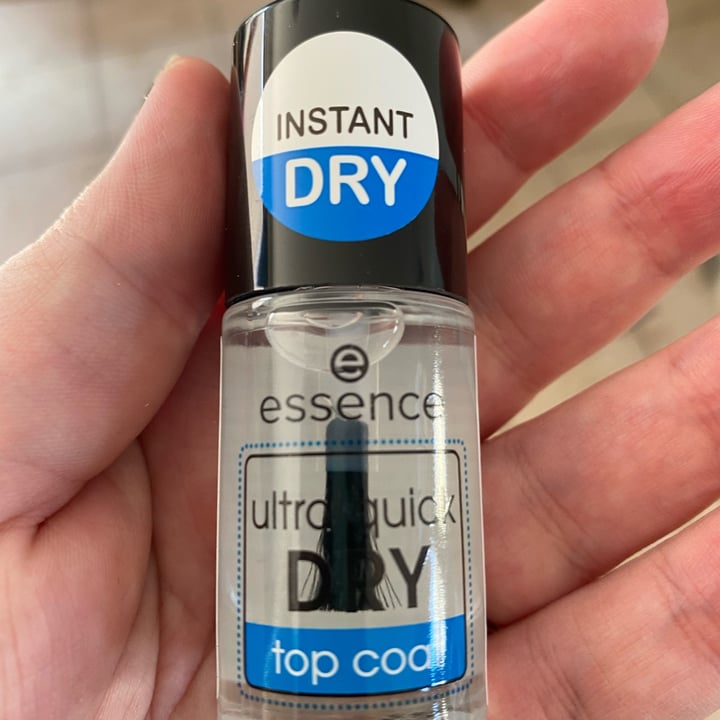 INSTANT
DRY
e
essence
ultra quick
DRY
top coat